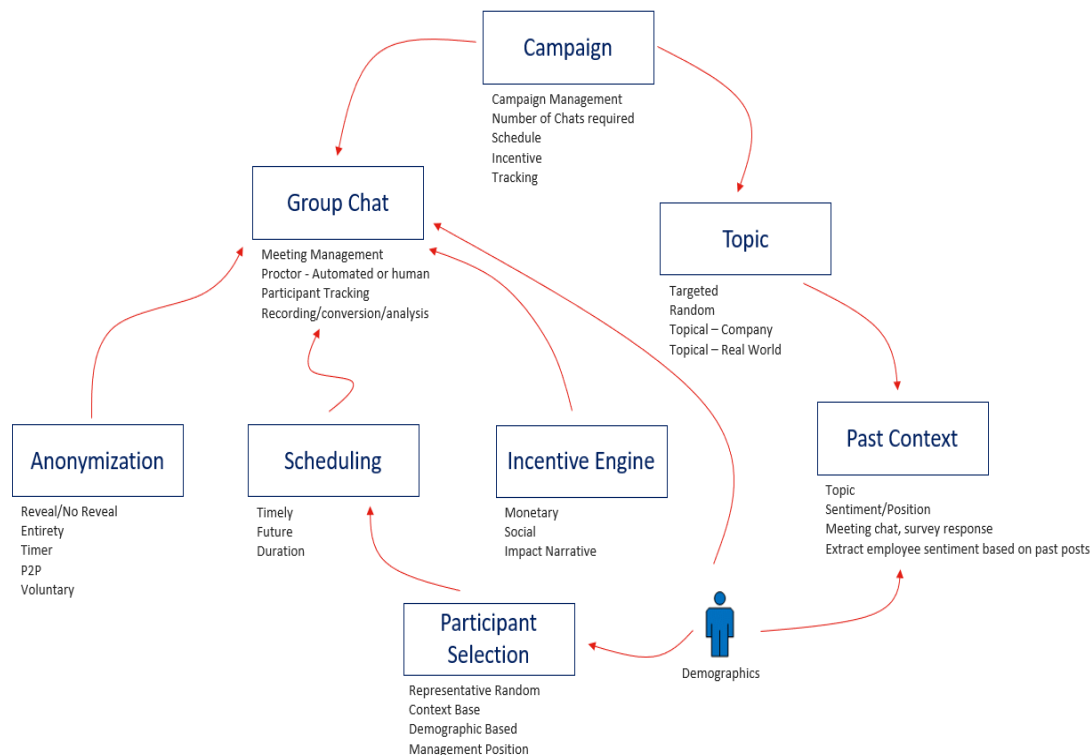 Campaign
Campaign Management
Number of Chats required
Schedule
Incentive
Tracking
Group Chat
Meeting Management
Proctor - Automated or human
Participant Tracking
Recording/conversion/analysis
Topic
Targeted
Random
Topical – Company
Topical – Real World
Anonymization
Reveal/No Reveal
Entirety
Timer
P2P
Voluntary
Scheduling
Timely
Future
Duration
Incentive Engine
Monetary
Social
Impact Narrative
Past Context
Topic
Sentiment/Position
Meeting chat, survey response
Extract employee sentiment based on past posts
Participant
Selection
Representative Random
Context Base
Demographic Based
Management Position
Demographics